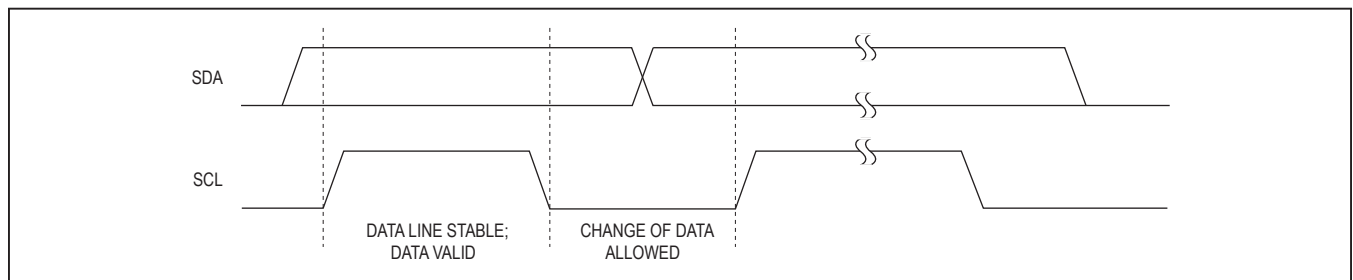 SDA
SCL
DATA LINE STABLE;
DATA VALID
CHANGE OF DATA
ALLOWED